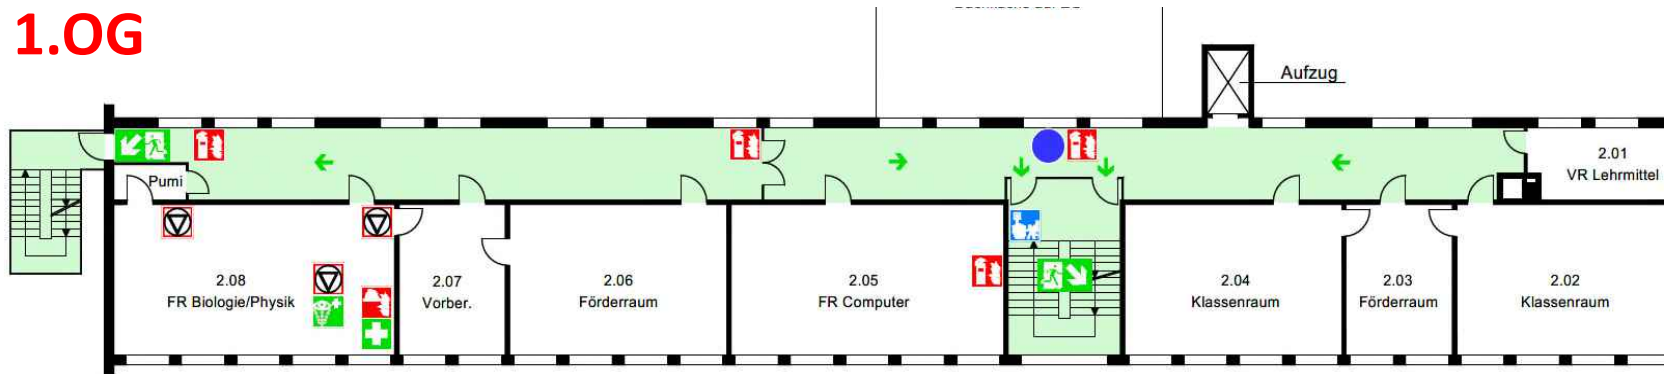 1.OG
Aufzug
Pumi
2.01
VR Lehrmittel
2.08
FR Biologie/Physik
2.07
Vorber.
2.06
Förderraum
2.05
FR Computer
2.04
Klassenraum
2.03
Förderraum
2.02
Klassenraum